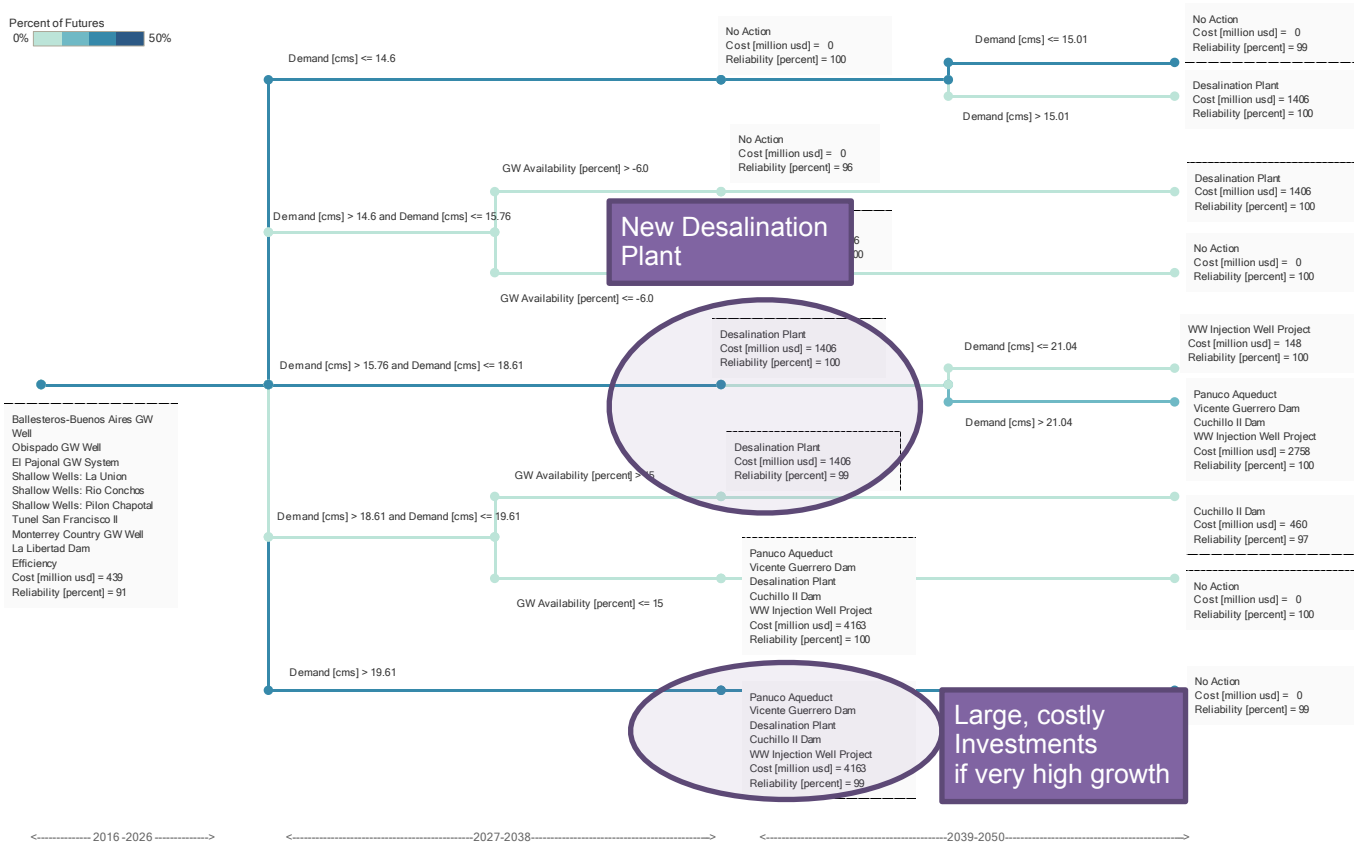 Percent of Futures
0% 50%
Demand [cms] <= 14.6
No Action
Cost [million usd] = 0
Reliability [percent] = 100
Demand [cms] <= 15.01
No Action
Cost [million usd] = 0
Reliability [percent] = 99
Demand [cms] > 15.01
Desalination Plant
Cost [million usd] = 1406
Reliability [percent] = 100
No Action
Cost [million usd] = 0
Reliability [percent] = 96
GW Availability [percent] > -6.0
Desalination Plant
Cost [million usd] = 1406
Reliability [percent] = 100
Demand [cms] > 14.6 and Demand [cms] <= 15.76
New Desalination
Plant
6
00
No Action
Cost [million usd] = 0
Reliability [percent] = 100
GW Availability [percent] <= -6.0
Demand [cms] > 15.76 and Demand [cms] <= 18.61
Desalination Plant
Cost [million usd] = 1406
Reliability [percent] = 100
Demand [cms] <= 21.04
WW Injection Well Project
Cost [million usd] = 148
Reliability [percent] = 100
Demand [cms] > 21.04
Panuco Aqueduct
Vicente Guerrero Dam
Cuchillo II Dam
WW Injection Well Project
Cost [million usd] = 2758
Reliability [percent] = 100
Ballesteros-Buenos Aires GW
Well
Obispado GW Well
El Pajonal GW System
Shallow Wells: La Union
Shallow Wells: Rio Conchos
Shallow Wells: Pilon Chapotal
Tunel San Francisco II
Monterrey Country GW Well
La Libertad Dam
Efficiency
Cost [million usd] = 439
Reliability [percent] = 91
Desalination Plant
Cost [million usd] = 1406
Reliability [percent] = 99
GW Availability [percent] > 15
Demand [cms] > 18.61 and Demand [cms] <= 19.61
Cuchillo II Dam
Cost [million usd] = 460
Reliability [percent] = 97
GW Availability [percent] <= 15
Panuco Aqueduct
Vicente Guerrero Dam
Desalination Plant
Cuchillo II Dam
WW Injection Well Project
Cost [million usd] = 4163
Reliability [percent] = 100
No Action
Cost [million usd] = 0
Reliability [percent] = 100
Demand [cms] > 19.61
Panuco Aqueduct
Vicente Guerrero Dam
Desalination Plant
Cuchillo II Dam
WW Injection Well Project
Cost [million usd] = 4163
Reliability [percent] = 99
No Action
Cost [million usd] = 0
Reliability [percent] = 99
Large, costly
Investments
if very high growth
2016-2026
2027-2038
2039-2050